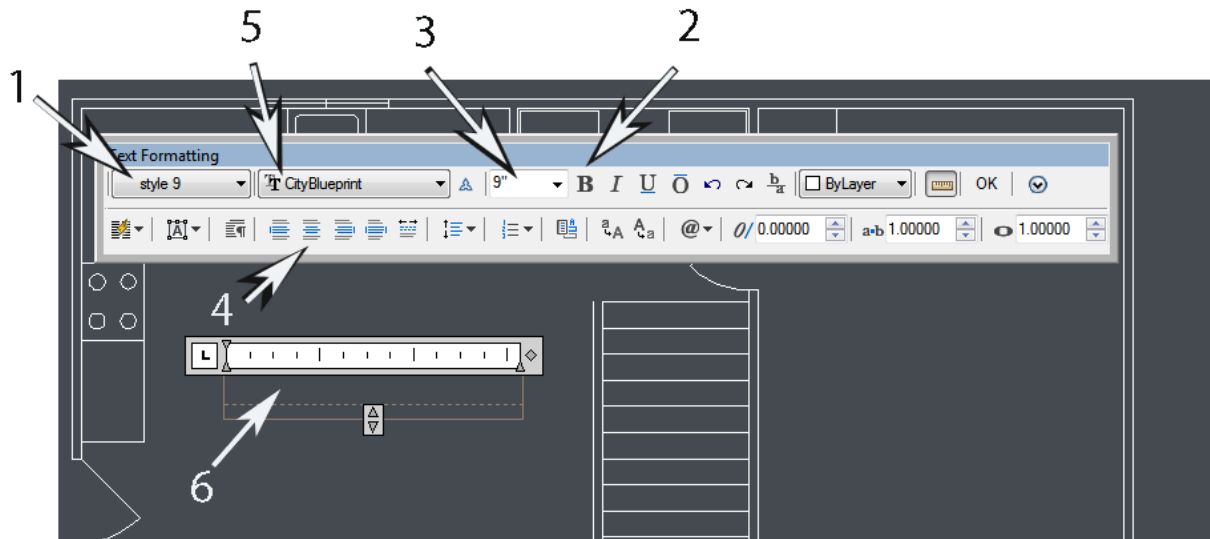 5 3 2
1
Text Formatting
style 9 CityBlueprint 9" B I U O b/a ByLayer OK
A a A A a @ 0/ 0.00000 a-b 1.00000 O 1.00000
4
L
6